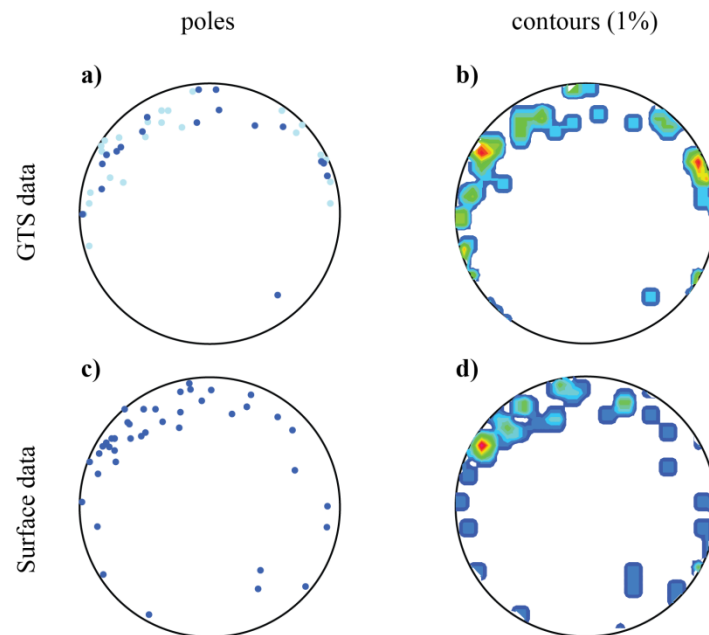 poles
contours (1%)
a)
b)
GTS data
c)
d)
Surface data